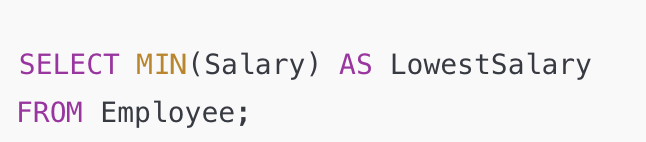 SELECT MIN(Salary) AS LowestSalary
FROM Employee;